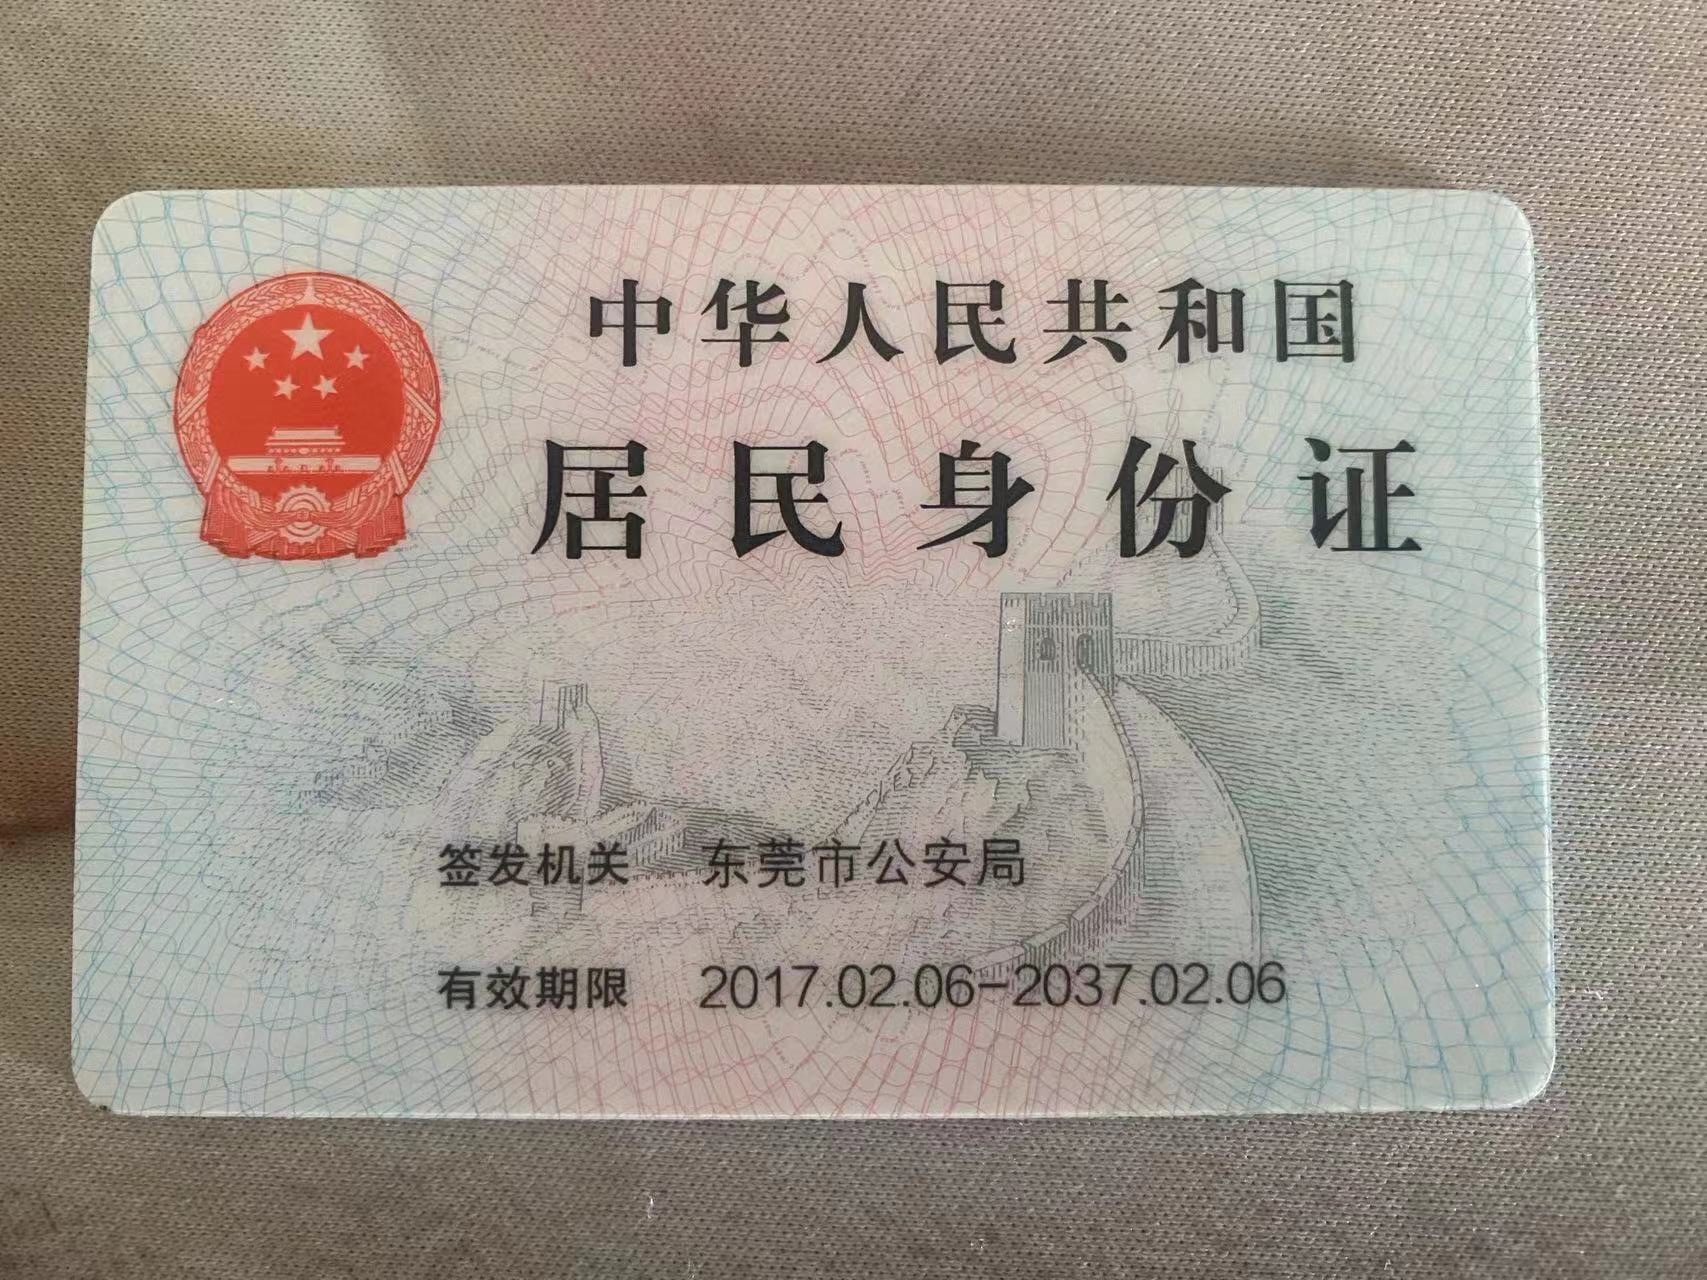 中华人民共和国
居民身份证
签发机关 东莞市公安局
有效期限 2017.02.06-2037.02.06